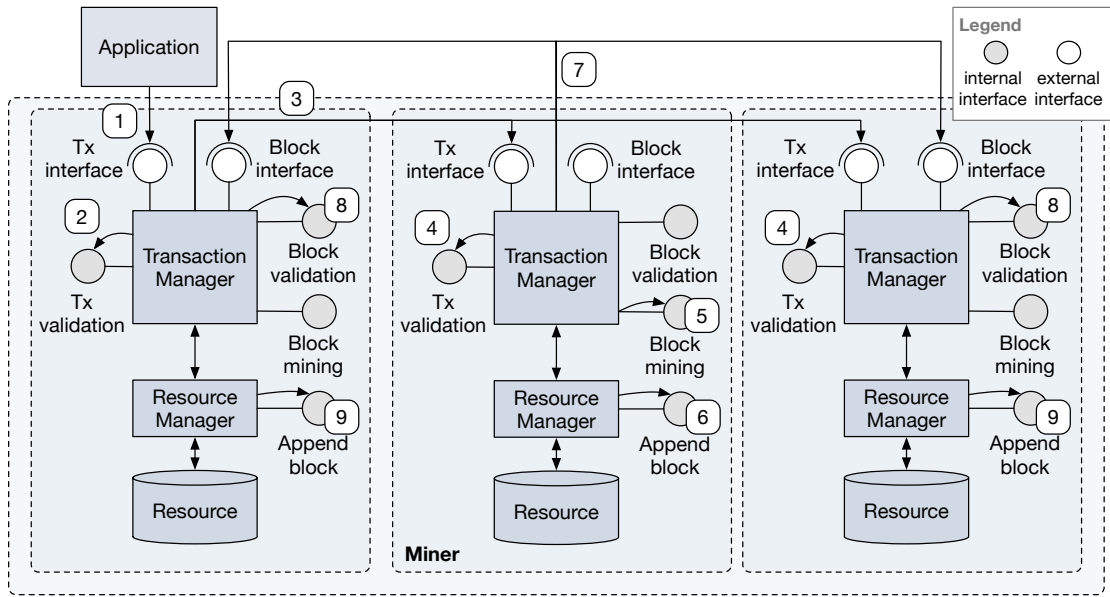 Application
Legend
internal
interface
external
interface
1
3
7
Tx
interface
Block
interface
Tx
interface
Block
interface
Tx
interface
Block
interface
2
8
4
4
8
Transaction
Manager
Block
validation
Tx
validation
Block
mining
Transaction
Manager
Block
validation
Tx
validation
5
Block
mining
Transaction
Manager
Block
validation
Tx
validation
Block
mining
Resource
Manager
9
Append
block
Resource
Manager
6
Append
block
Resource
Manager
9
Append
block
Resource
Resource
Resource
Miner